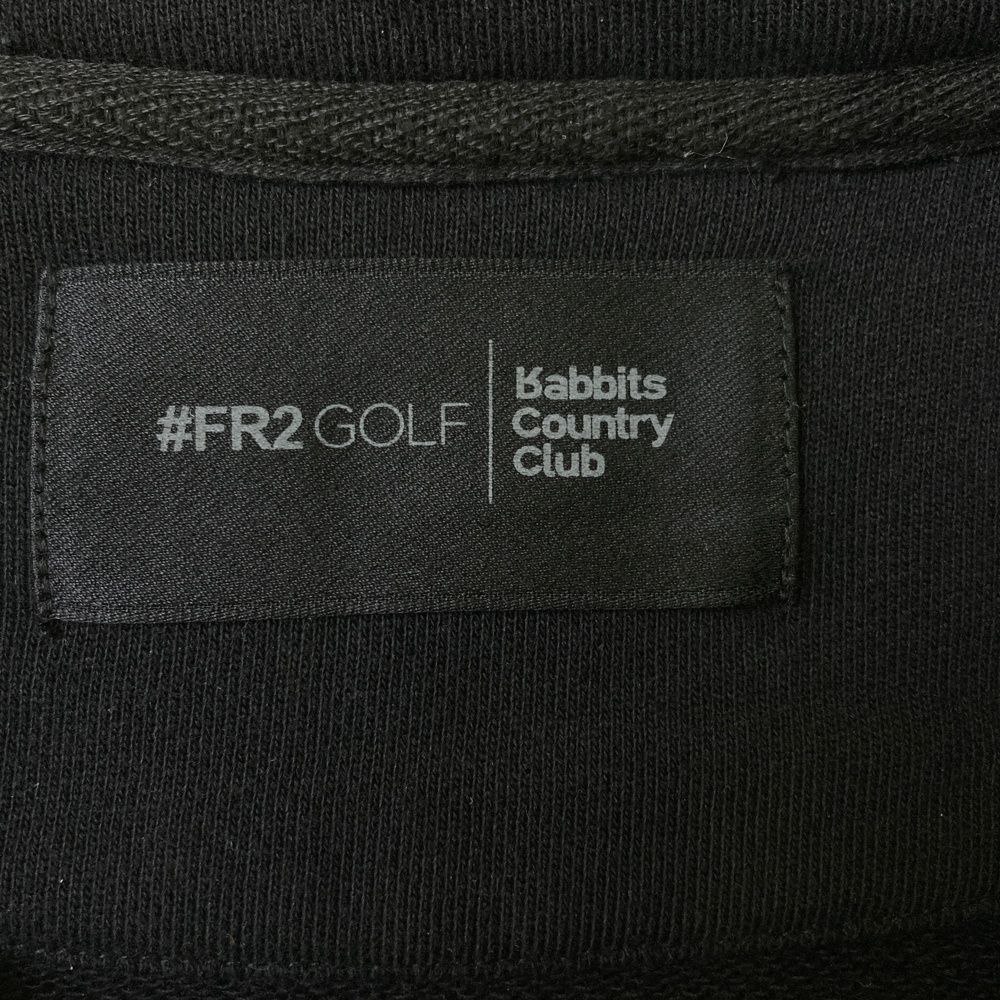 #FR2 GOLF
Rabbits
Country
Club